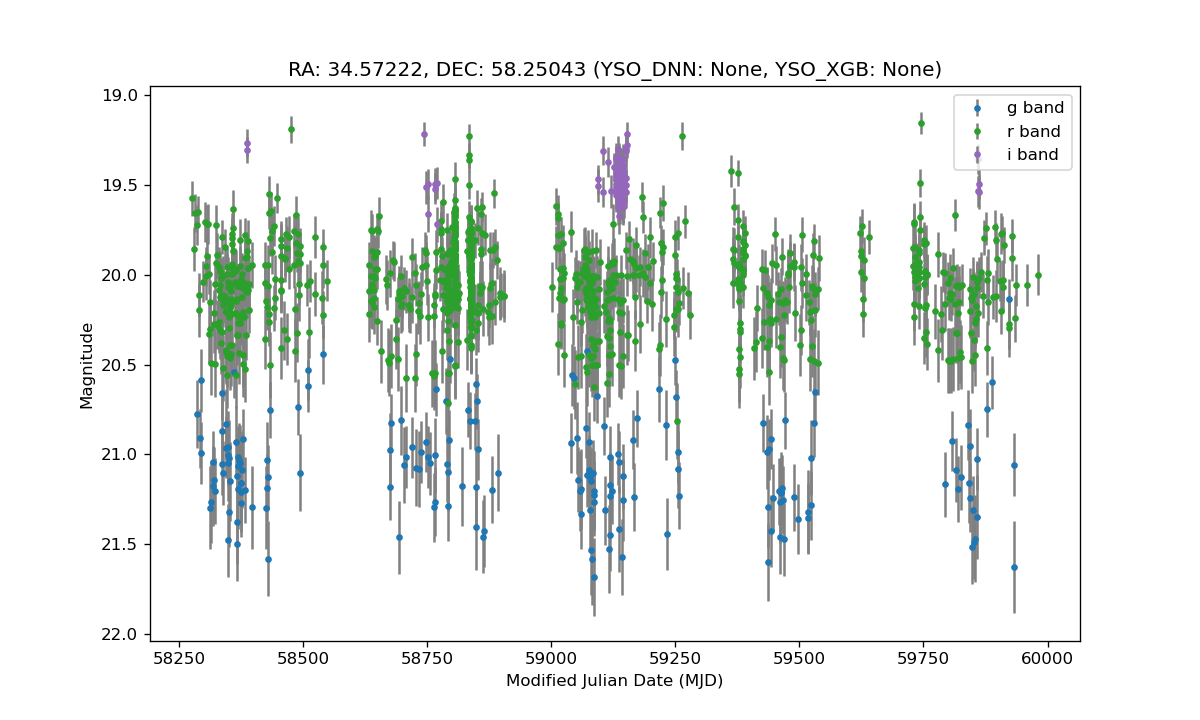 RA: 34.57222, DEC: 58.25043 (YSO_DNN: None, YSO_XGB: None)
g band
r band
i band
Magnitude
19.0
19.5
20.0
20.5
21.0
21.5
22.0
58250 58500 58750 59000 59250 59500 59750 60000
Modified Julian Date (MJD)